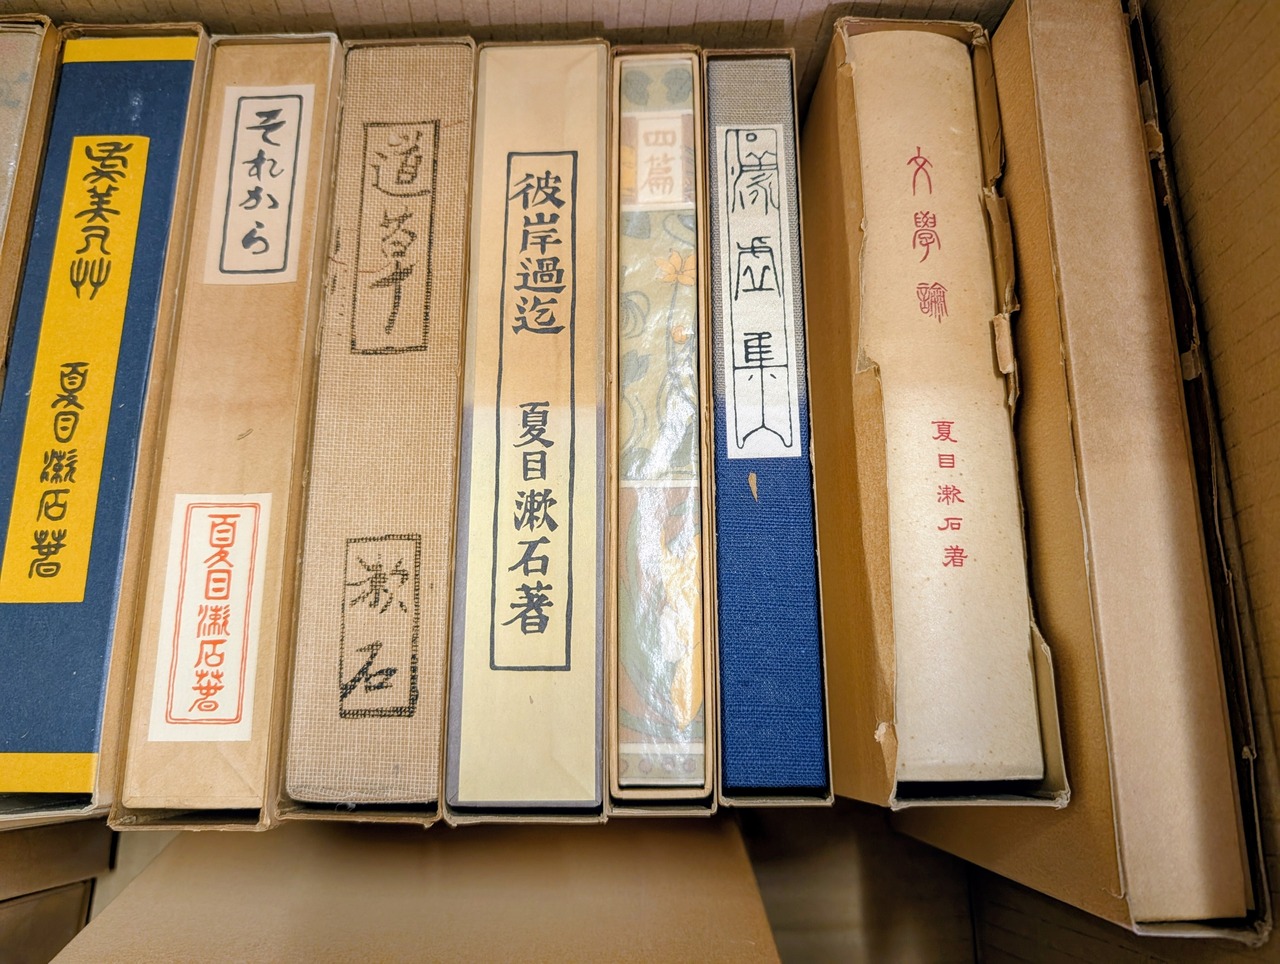 虞美人艸
夏目漱石著
それから
夏目漱石著
道草
漱石
彼岸過迄
夏目漱石著
四篇
漾虚集
文學論
夏目漱石著